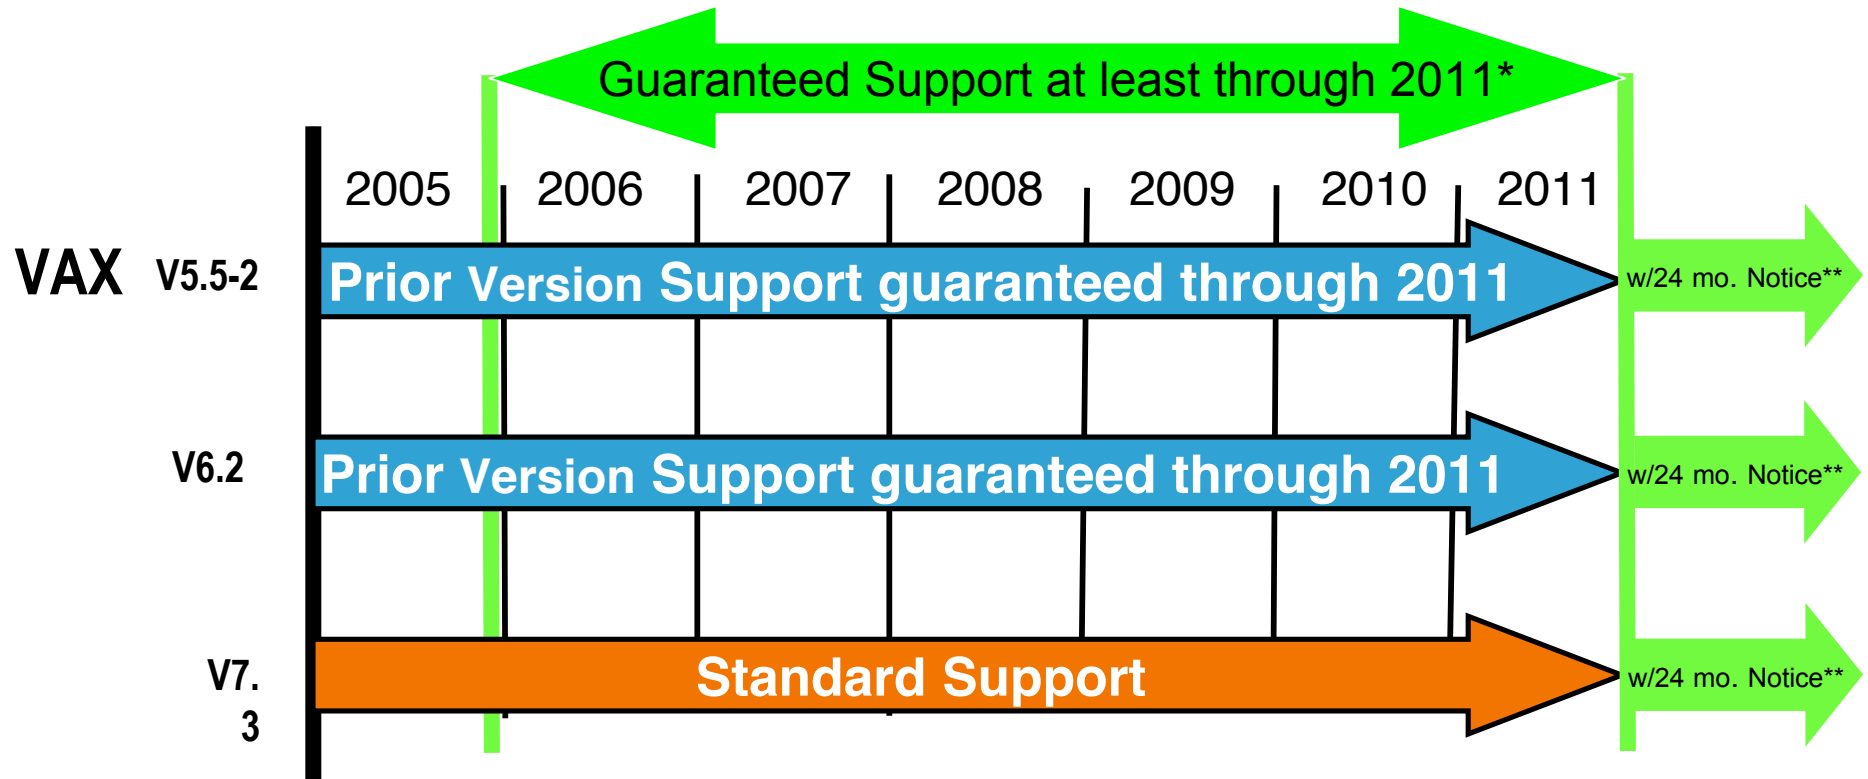 Guaranteed Support at least through 2011*
2005 2006 2007 2008 2009 2010 2011
VAX V5.5-2 Prior Version Support guaranteed through 2011 w/24 mo. Notice**
V6.2 Prior Version Support guaranteed through 2011 w/24 mo. Notice**
V7. Standard Support w/24 mo. Notice**
3